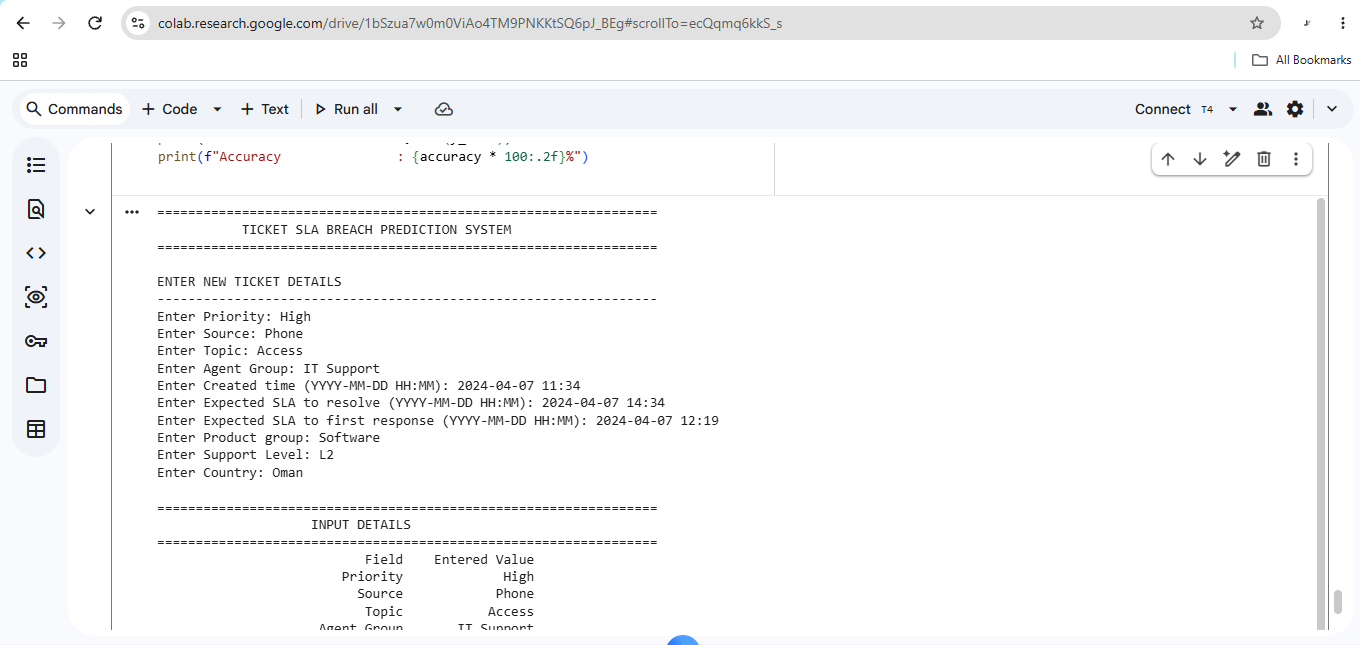 colab.research.google.com/drive/1bSzua7w0m0ViAo4TM9PNKKtSQ6pJ_BEg#scrollTo=ecQqmq6kkS_s
All Bookmarks
Commands + Code + Text Run all Connect T4
print(f"Accuracy : {accuracy * 100:.2f}%")
=================================================================
TICKET SLA BREACH PREDICTION SYSTEM
=================================================================
ENTER NEW TICKET DETAILS
-----------------------------------------------------------------
Enter Priority: High
Enter Source: Phone
Enter Topic: Access
Enter Agent Group: IT Support
Enter Created time (YYYY-MM-DD HH:MM): 2024-04-07 11:34
Enter Expected SLA to resolve (YYYY-MM-DD HH:MM): 2024-04-07 14:34
Enter Expected SLA to first response (YYYY-MM-DD HH:MM): 2024-04-07 12:19
Enter Product group: Software
Enter Support Level: L2
Enter Country: Oman
=================================================================
INPUT DETAILS
=================================================================
Field Entered Value
Priority High
Source Phone
Topic Access
Agent Group IT Support